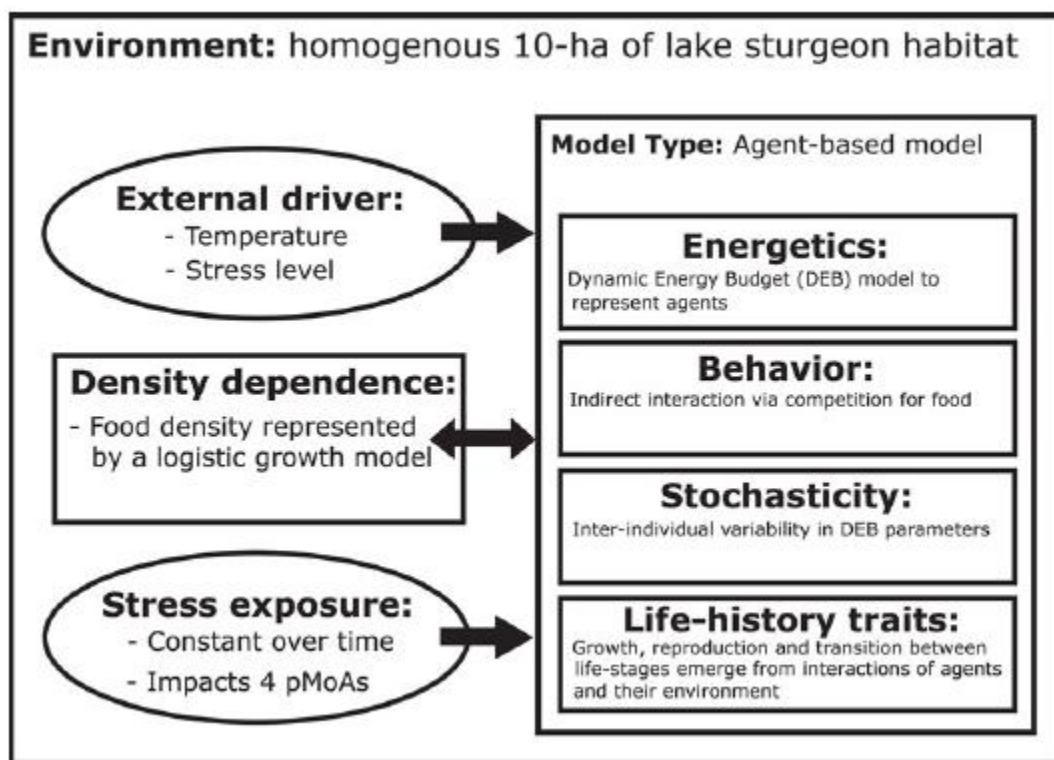 Environment: homogenous 10-ha of lake sturgeon habitat
External driver:
- Temperature
- Stress level
Density dependence:
- Food density represented
by a logistic growth model
Stress exposure:
- Constant over time
- Impacts 4 pMoAs
Model Type: Agent-based model
Energetics:
Dynamic Energy Budget (DEB) model to
represent agents
Behavior:
Indirect interaction via competition for food
Stochasticity:
Inter-individual variability in DEB parameters
Life-history traits:
Growth, reproduction and transition between
life-stages emerge from interactions of agents
and their environment